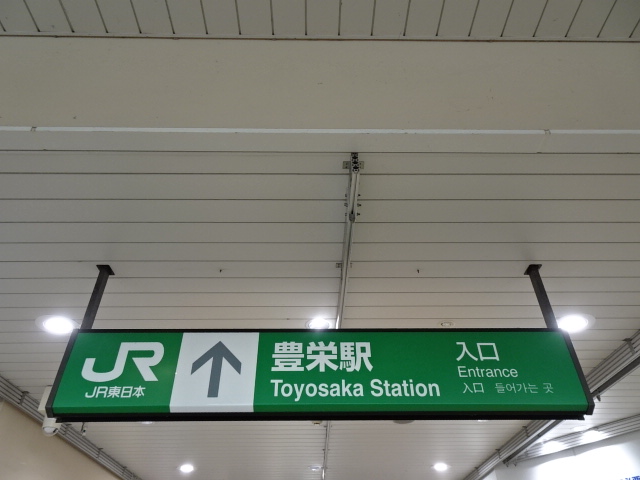 JR
JR東日本
豊栄駅
Toyosaka Station
入口
Entrance
入口 들어가는 곳